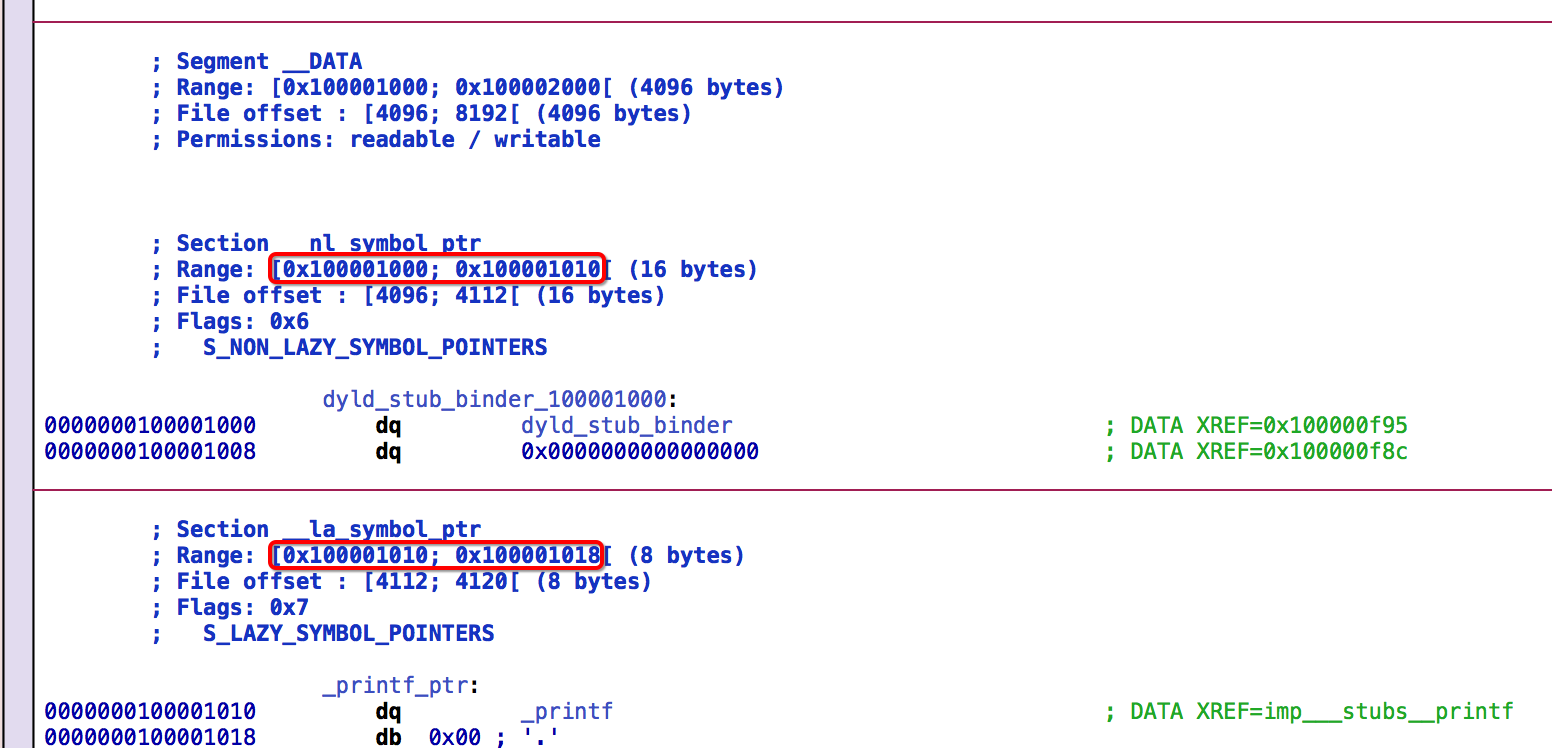 ; Segment __DATA
; Range: [0x100001000; 0x100002000[ (4096 bytes)
; File offset : [4096; 8192[ (4096 bytes)
; Permissions: readable / writable
; Section __nl_symbol_ptr
; Range: [0x100001000; 0x100001010[ (16 bytes)
; File offset : [4096; 4112[ (16 bytes)
; Flags: 0x6
;   S_NON_LAZY_SYMBOL_POINTERS
dyld_stub_binder_100001000:
0000000100001000 dq dyld_stub_binder ; DATA XREF=0x100000f95
0000000100001008 dq 0x0000000000000000 ; DATA XREF=0x100000f8c
; Section __la_symbol_ptr
; Range: [0x100001010; 0x100001018[ (8 bytes)
; File offset : [4112; 4120[ (8 bytes)
; Flags: 0x7
;   S_LAZY_SYMBOL_POINTERS
_printf_ptr:
0000000100001010 dq _printf ; DATA XREF=imp___stubs__printf
0000000100001018 db 0x00 ; '.'